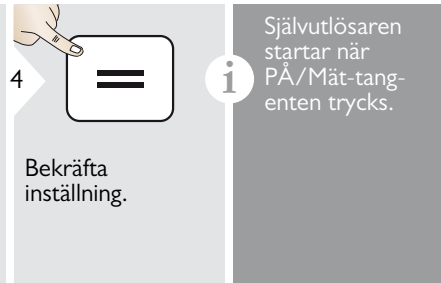 4
Bekräfta
inställning.
i
Självutlösaren
startar när
PÅ/Mät-tang-
enten trycks.